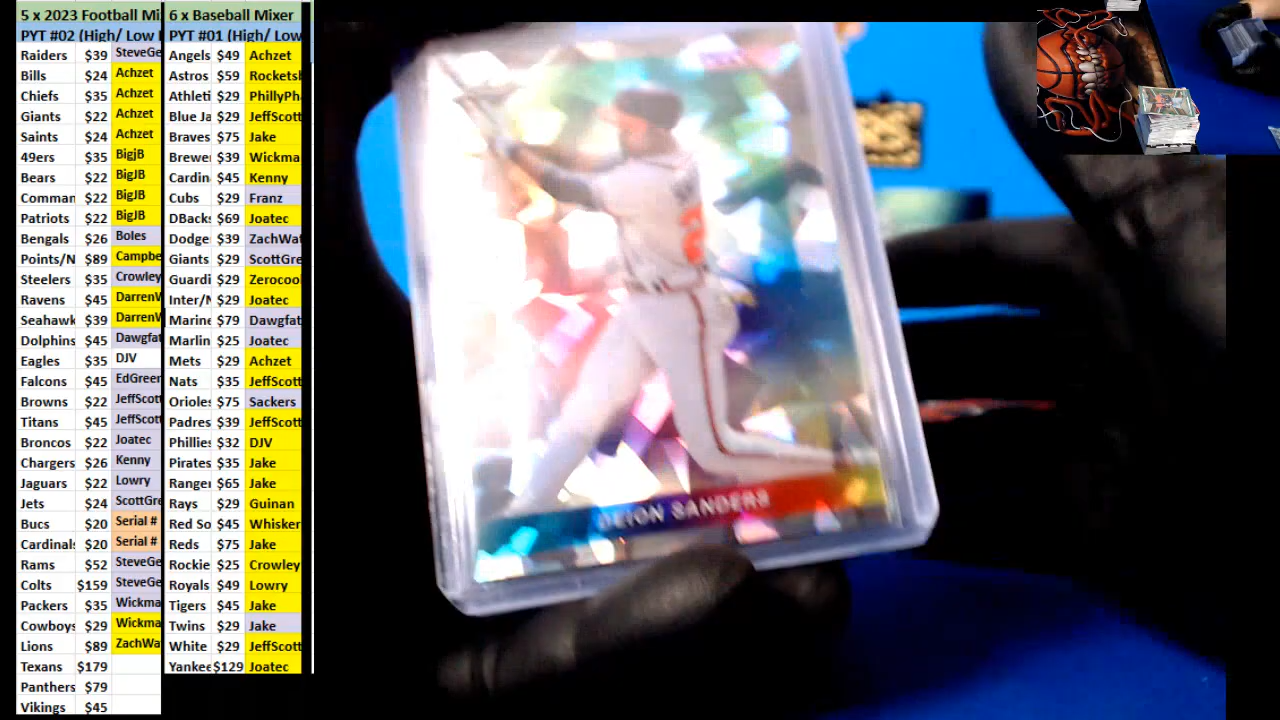 5 x 2023 Football Mi
6 x Baseball Mixer
PYT #02 (High/ Low
PYT #01 (High/ Low
Raiders $39 SteveGe
Angels $49 Achzet
Bills $24 Achzet
Astros $59 Rocketsl
Chiefs $35 Achzet
Athleti $29 PhillyPh
Giants $22 Achzet
Blue Ja $29 JeffScott
Saints $24 Achzet
Braves $75 Jake
49ers $35 BigjB
Brewe $39 Wickma
Bears $22 BigJB
Cardin $45 Kenny
Comman $22 BigJB
Cubs $29 Franz
Patriots $22 BigJB
DBacks $69 Joatec
Bengals $26 Boles
Dodge $39 ZachWat
Points/N $89 Campbe
Giants $29 ScottGre
Steelers $35 Crowley
Guardi $29 Zerocool
Ravens $45 DarrenW
Inter/N $29 Joatec
Seahawk $39 DarrenW
Marine $79 Dawgfat
Dolphins $45 Dawgfat
Marlin $25 Joatec
Eagles $35 DJV
Mets $29 Achzet
Falcons $45 EdGreer
Nats $35 JeffScott
Browns $22 JeffScott
Orioles $75 Sackers
Titans $45 JeffScott
Padres $39 JeffScott
Broncos $22 Joatec
Phillies $32 DJV
Chargers $26 Kenny
Pirates $35 Jake
Jaguars $22 Lowry
Ranger $65 Jake
Jets $24 ScottGre
Rays $29 Guinan
Bucs $20 Serial #
Red So $45 Whisker
Cardinals $20 Serial #
Reds $75 Jake
Rams $52 SteveGe
Rockie $25 Crowley
Colts $159 SteveGe
Royals $49 Lowry
Packers $35 Wickma
Tigers $45 Jake
Cowboys $29 Wickma
Twins $29 Jake
Lions $89 ZachWa
White $29 JeffScott
Texans $179
Yankee $129 Joatec
Panthers $79
Vikings $45
2
DEION SANDERS